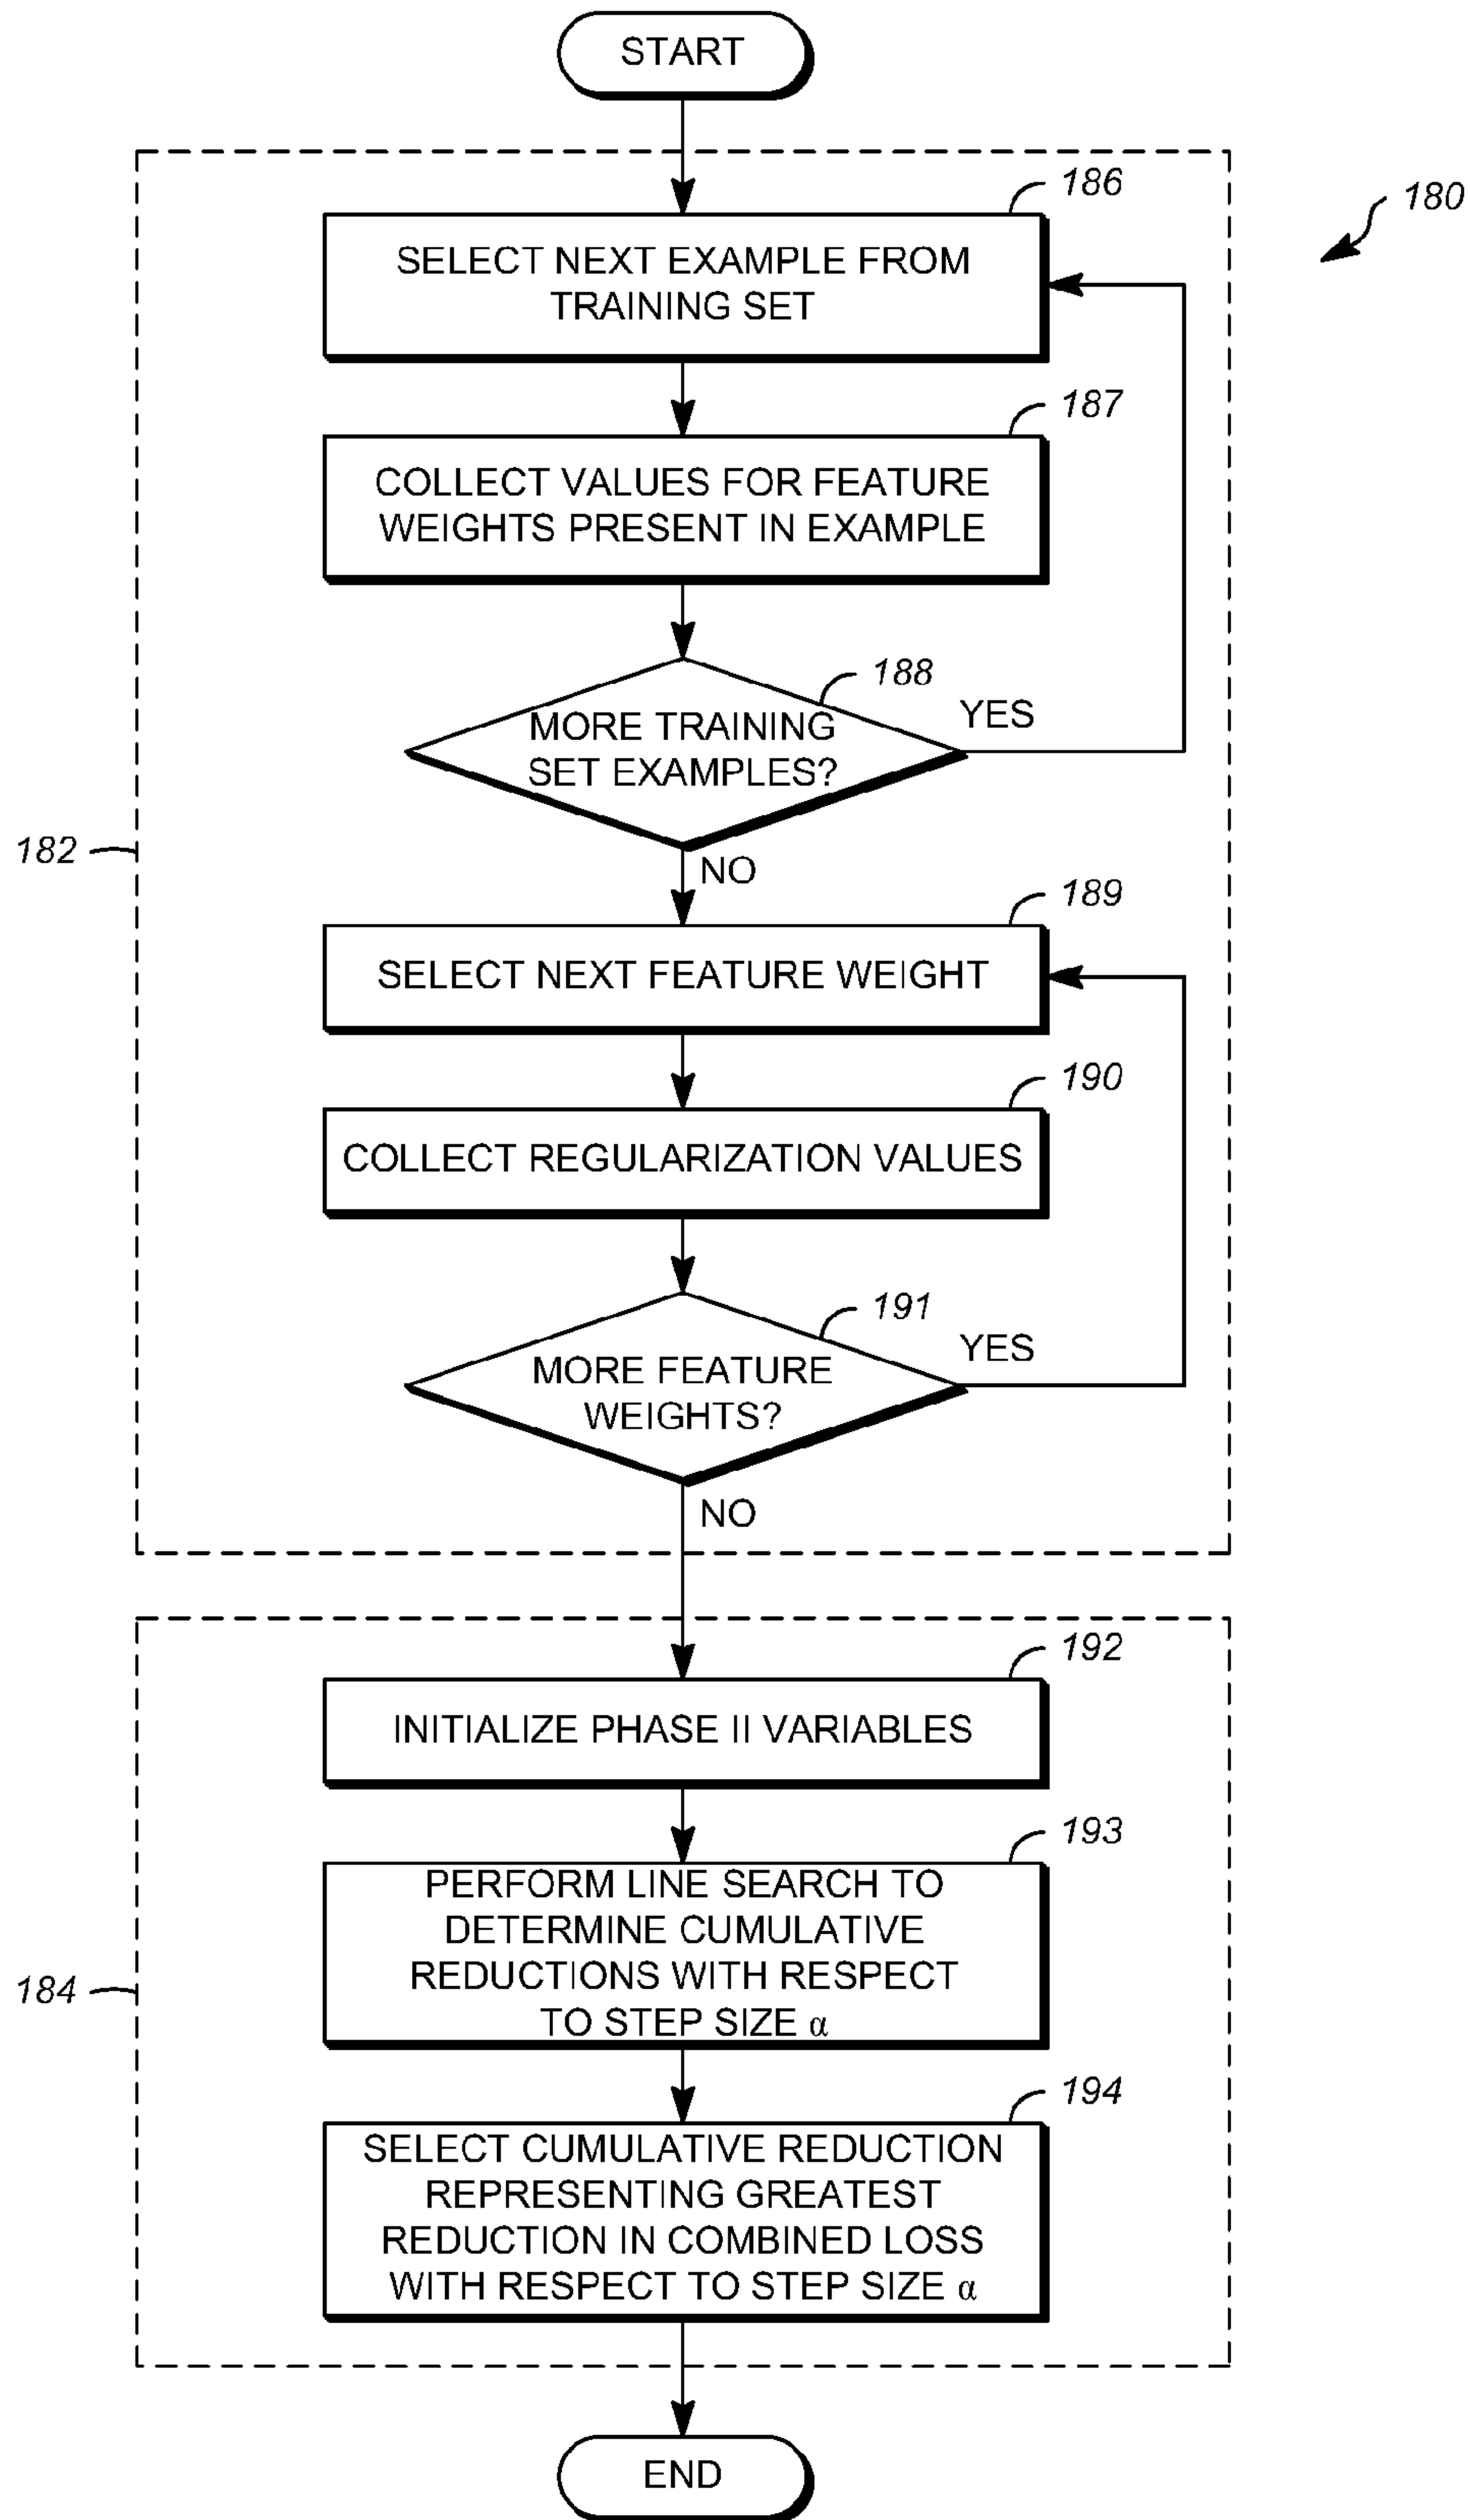 START
186
180
SELECT NEXT EXAMPLE FROM
TRAINING SET
187
COLLECT VALUES FOR FEATURE
WEIGHTS PRESENT IN EXAMPLE
188
YES
MORE TRAINING
SET EXAMPLES?
182
NO
189
SELECT NEXT FEATURE WEIGHT
190
COLLECT REGULARIZATION VALUES
191
YES
MORE FEATURE
WEIGHTS?
NO
192
INITIALIZE PHASE II VARIABLES
193
PERFORM LINE SEARCH TO
DETERMINE CUMULATIVE
REDUCTIONS WITH RESPECT
TO STEP SIZE α
184
194
SELECT CUMULATIVE REDUCTION
REPRESENTING GREATEST
REDUCTION IN COMBINED LOSS
WITH RESPECT TO STEP SIZE α
END